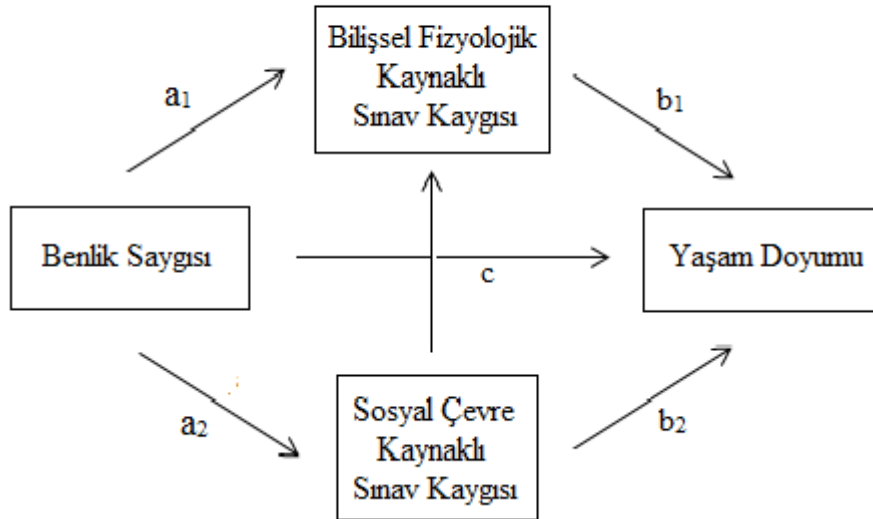 Bilişsel Fizyolojik
Kaynaklı
Sınav Kaygısı
a1
b1
Benlik Saygısı
Yaşam Doyumu
c
Sosyal Çevre
Kaynaklı
Sınav Kaygısı
a2
b2